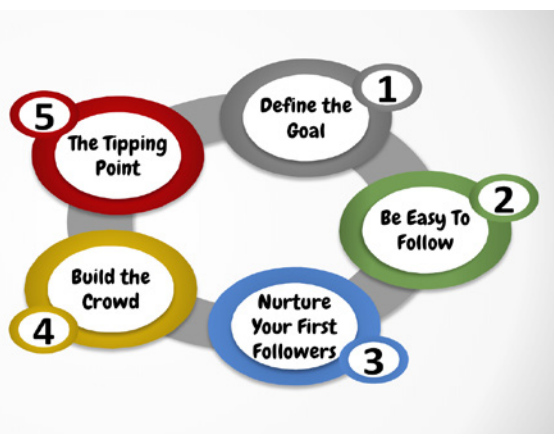 1
Define the
Goal
2
Be Easy To
Follow
3
Nurture
Your First
Followers
4
Build the
Crowd
5
The Tipping
Point